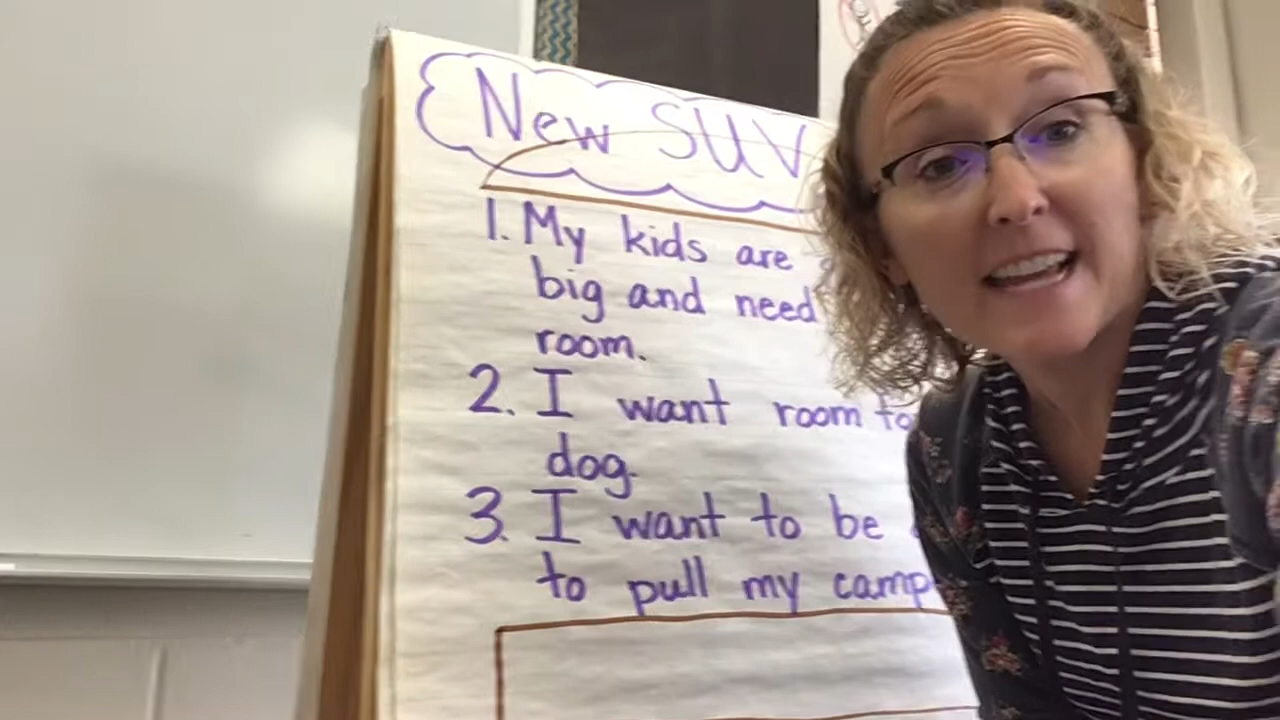 New SUV
1. My kids are
big and need
room.
2. I want room
dog.
3. I want to be
to pull my